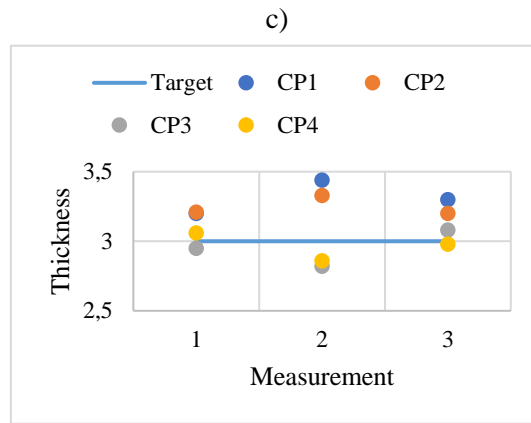 c)
Target CP1 CP2
CP3 CP4
3,5
3
2,5
Thickness
1 2 3
Measurement